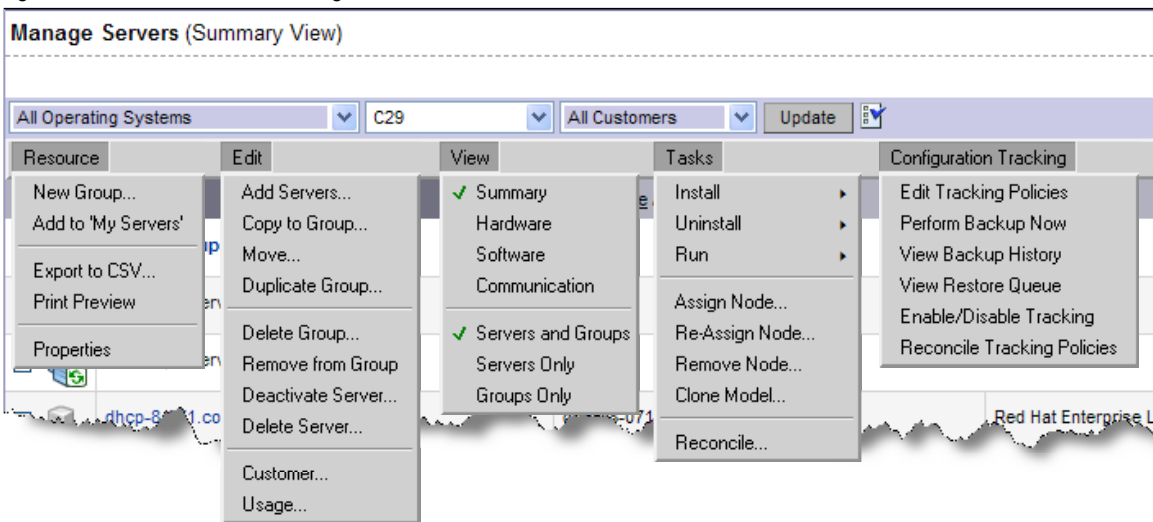 Manage Servers (Summary View)
All Operating Systems C29 All Customers Update
Resource Edit View Tasks Configuration Tracking
New Group...
Add to 'My Servers'
Export to CSV...
Print Preview
Properties
Add Servers...
Copy to Group...
Move...
Duplicate Group...
Delete Group...
Remove from Group
Deactivate Server...
Delete Server...
Customer...
Usage...
Summary
Hardware
Software
Communication
Servers and Groups
Servers Only
Groups Only
Install
Uninstall
Run
Assign Node...
Re-Assign Node...
Remove Node...
Clone Model...
Reconcile...
Edit Tracking Policies
Perform Backup Now
View Backup History
View Restore Queue
Enable/Disable Tracking
Reconcile Tracking Policies
Red Hat Enterprise L